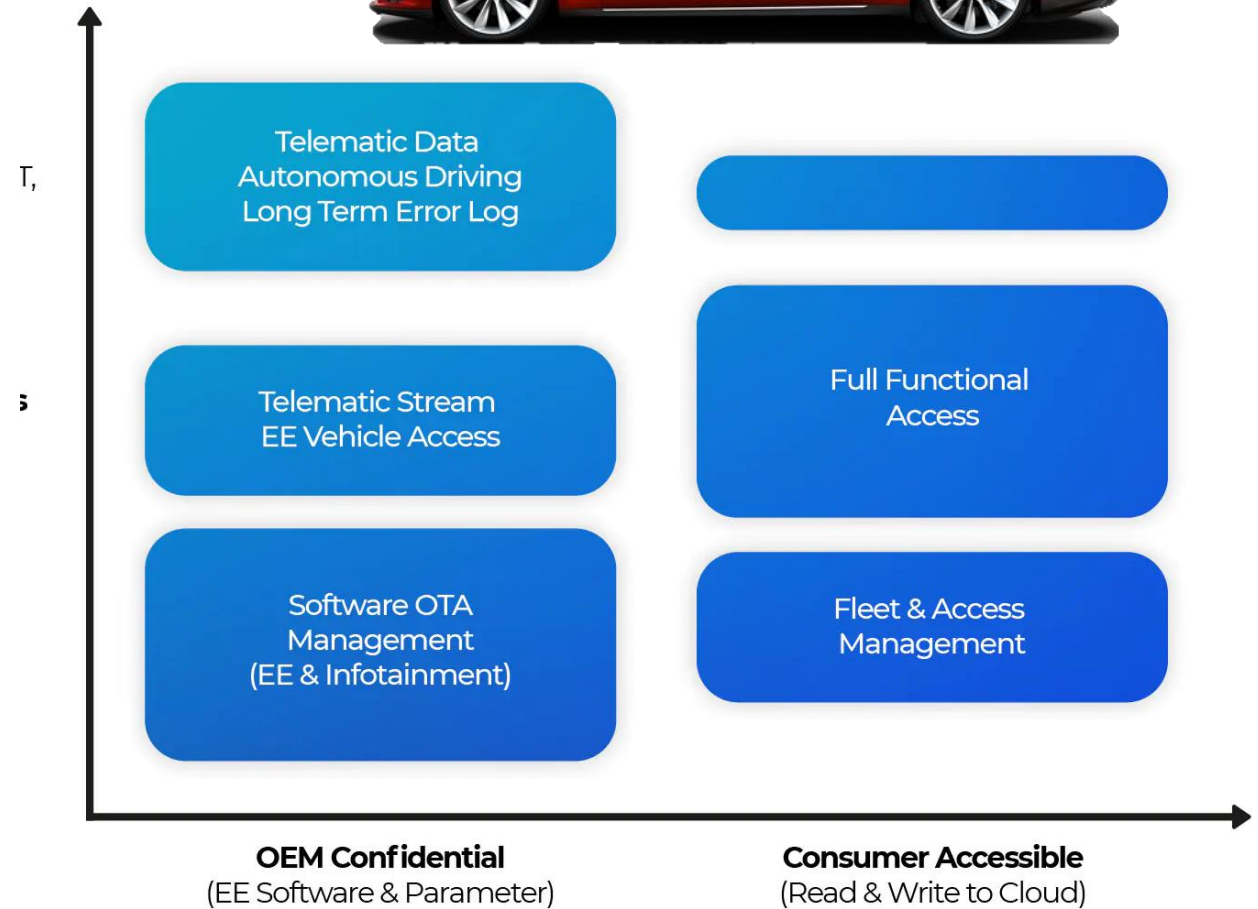 T,
s
Telematic Data
Autonomous Driving
Long Term Error Log
Telematic Stream
EE Vehicle Access
Software OTA
Management
(EE & Infotainment)
Full Functional
Access
Fleet & Access
Management
OEM Confidential
(EE Software & Parameter)
Consumer Accessible
(Read & Write to Cloud)